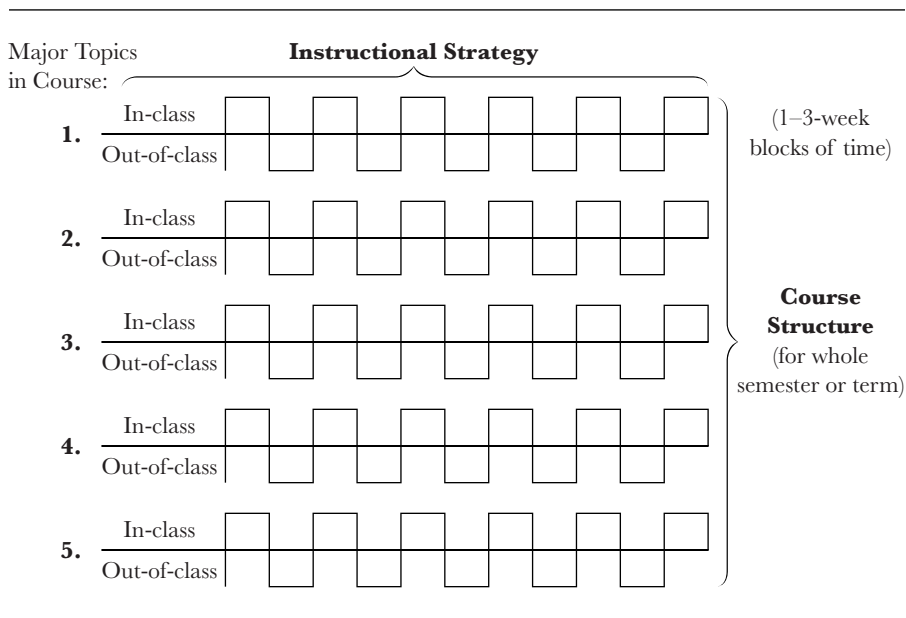 Major Topics
in Course:
Instructional Strategy
1.
In-class
Out-of-class
(1–3-week
blocks of time)
2.
In-class
Out-of-class
3.
In-class
Out-of-class
Course
Structure
(for whole
semester or term)
4.
In-class
Out-of-class
5.
In-class
Out-of-class